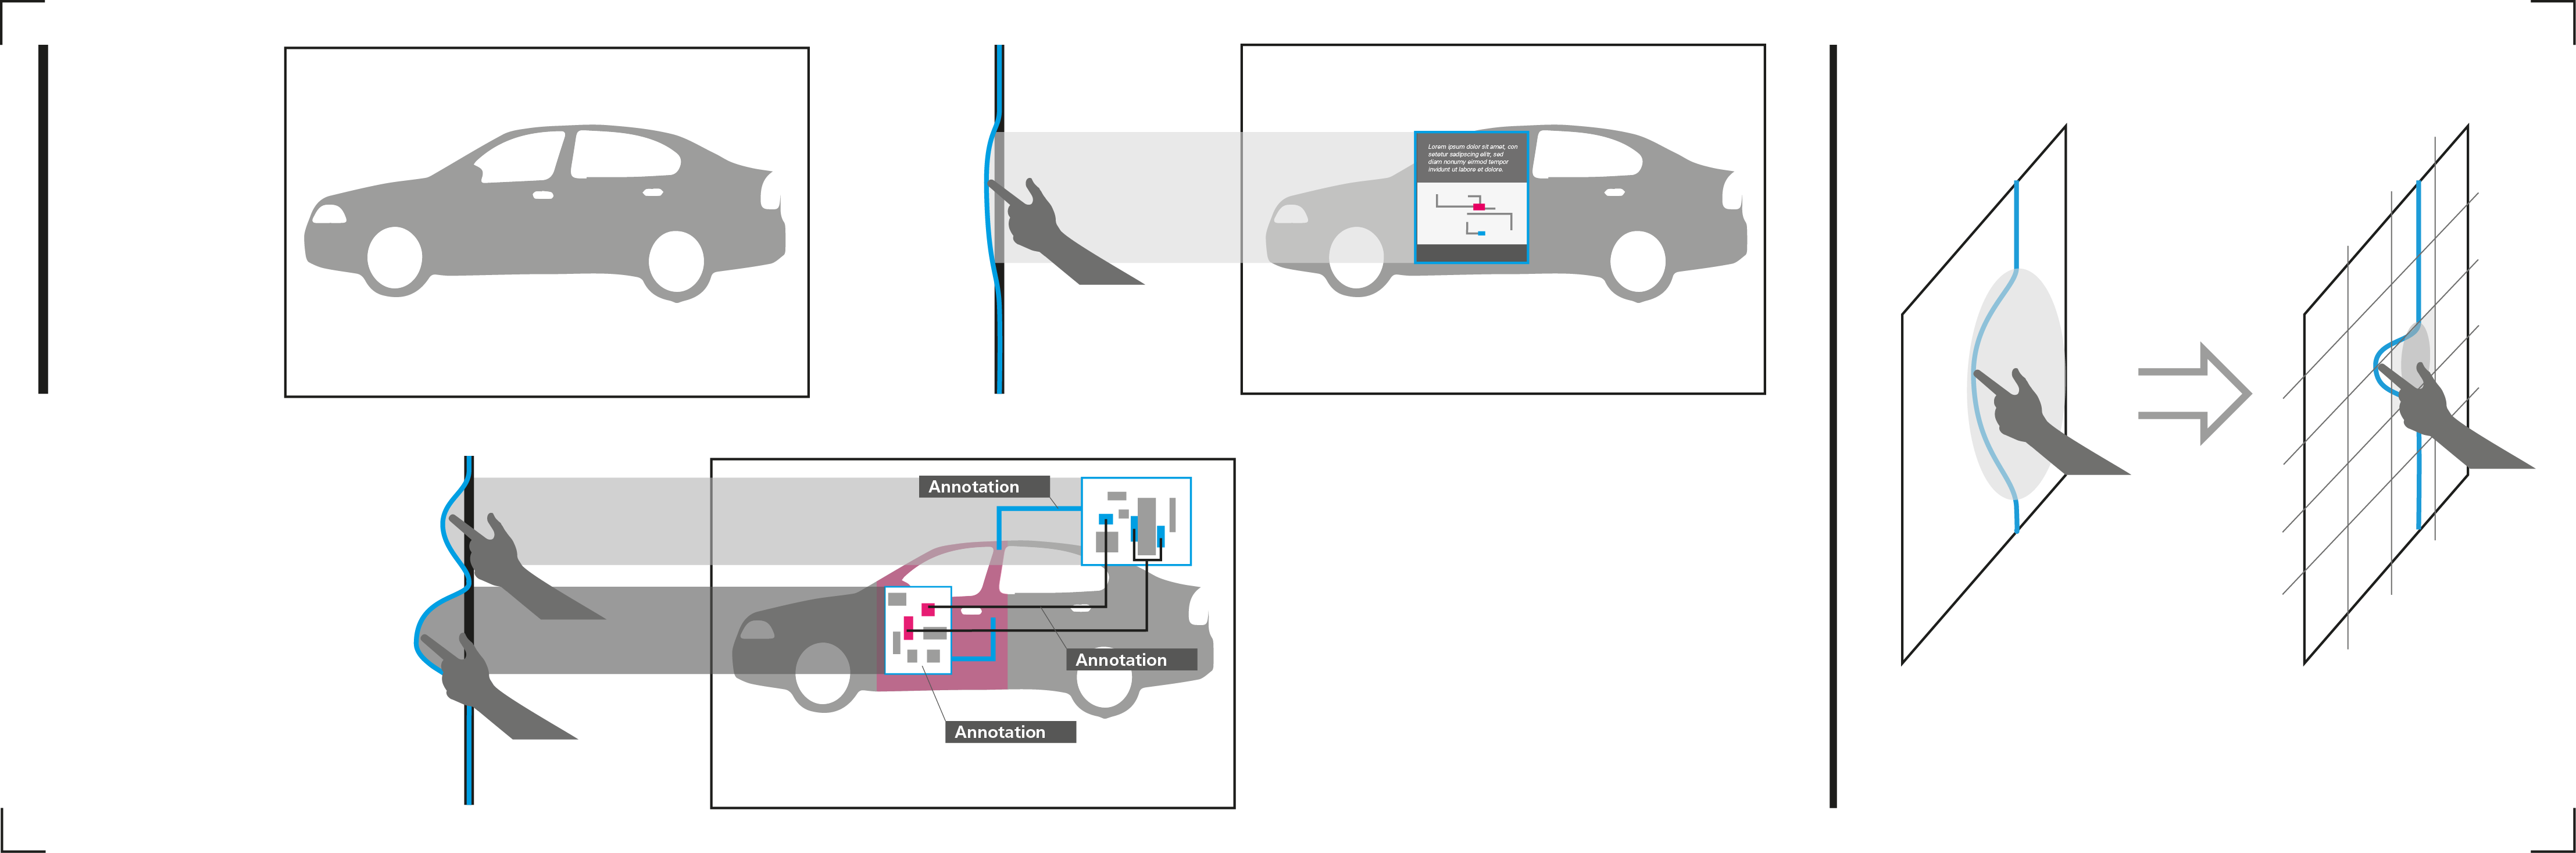 Lorem ipsum dolor sit amet, con
setetur sadipscing elitr, sed
diam nonumy eirmod tempor
invidunt ut labore et dolore.
Annotation
Annotation
Annotation